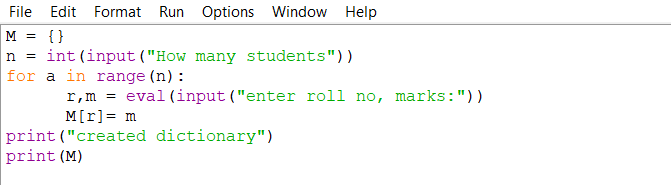 File Edit Format Run Options Window Help
M = {}
n = int(input("How many students"))
for a in range(n):
      r,m = eval(input("enter roll no, marks:"))
      M[r]= m
print("created dictionary")
print(M)